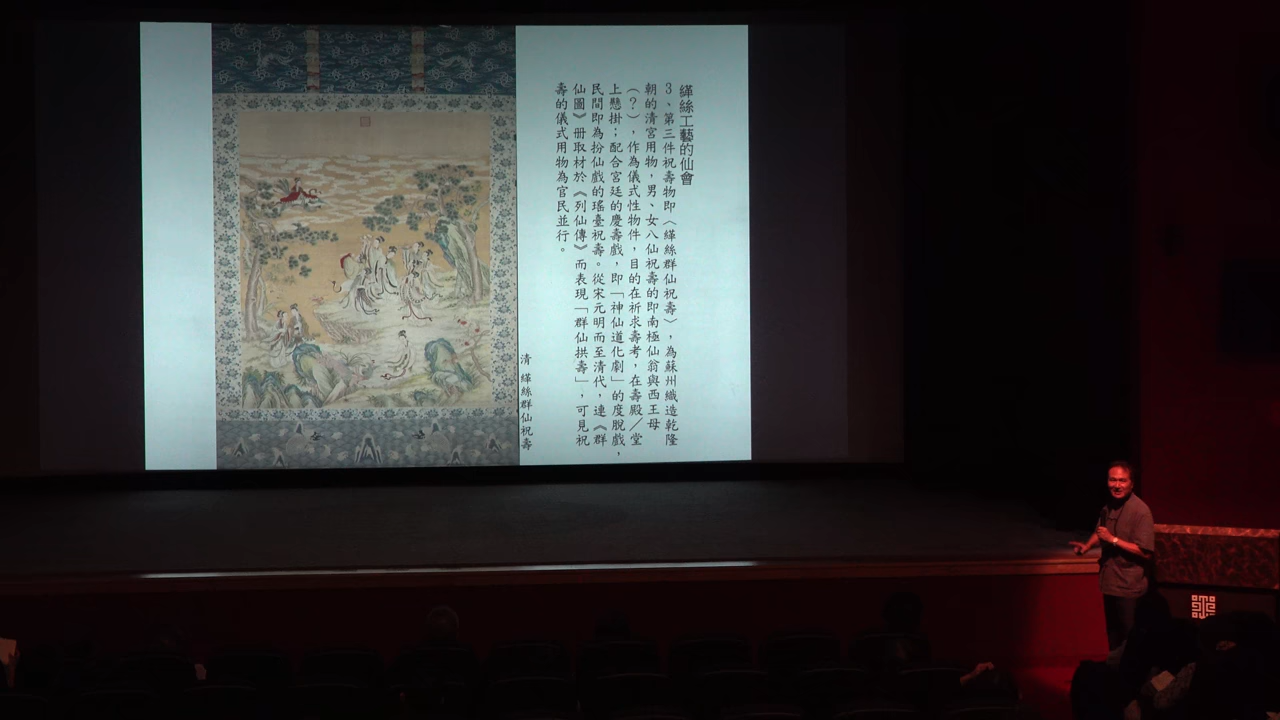 緙絲工藝的仙會
3、第三件祝壽物即〈緙絲群仙祝壽〉，為蘇州織造乾隆
朝的清宮用物，男、女八仙祝壽的即南極仙翁與西王母
（？），作為儀式性物件，目的在祈求壽考，在壽殿／堂
上懸掛；配合宮廷的慶壽戲，即「神仙道化劇」的度脫戲，
民間即為扮仙戲的瑤臺祝壽。從宋元明而至清代，連《群
仙圖》冊取材於《列仙傳》而表現「群仙拱壽」，可見祝
壽的儀式用物為官民並行。
清 緙絲群仙祝壽